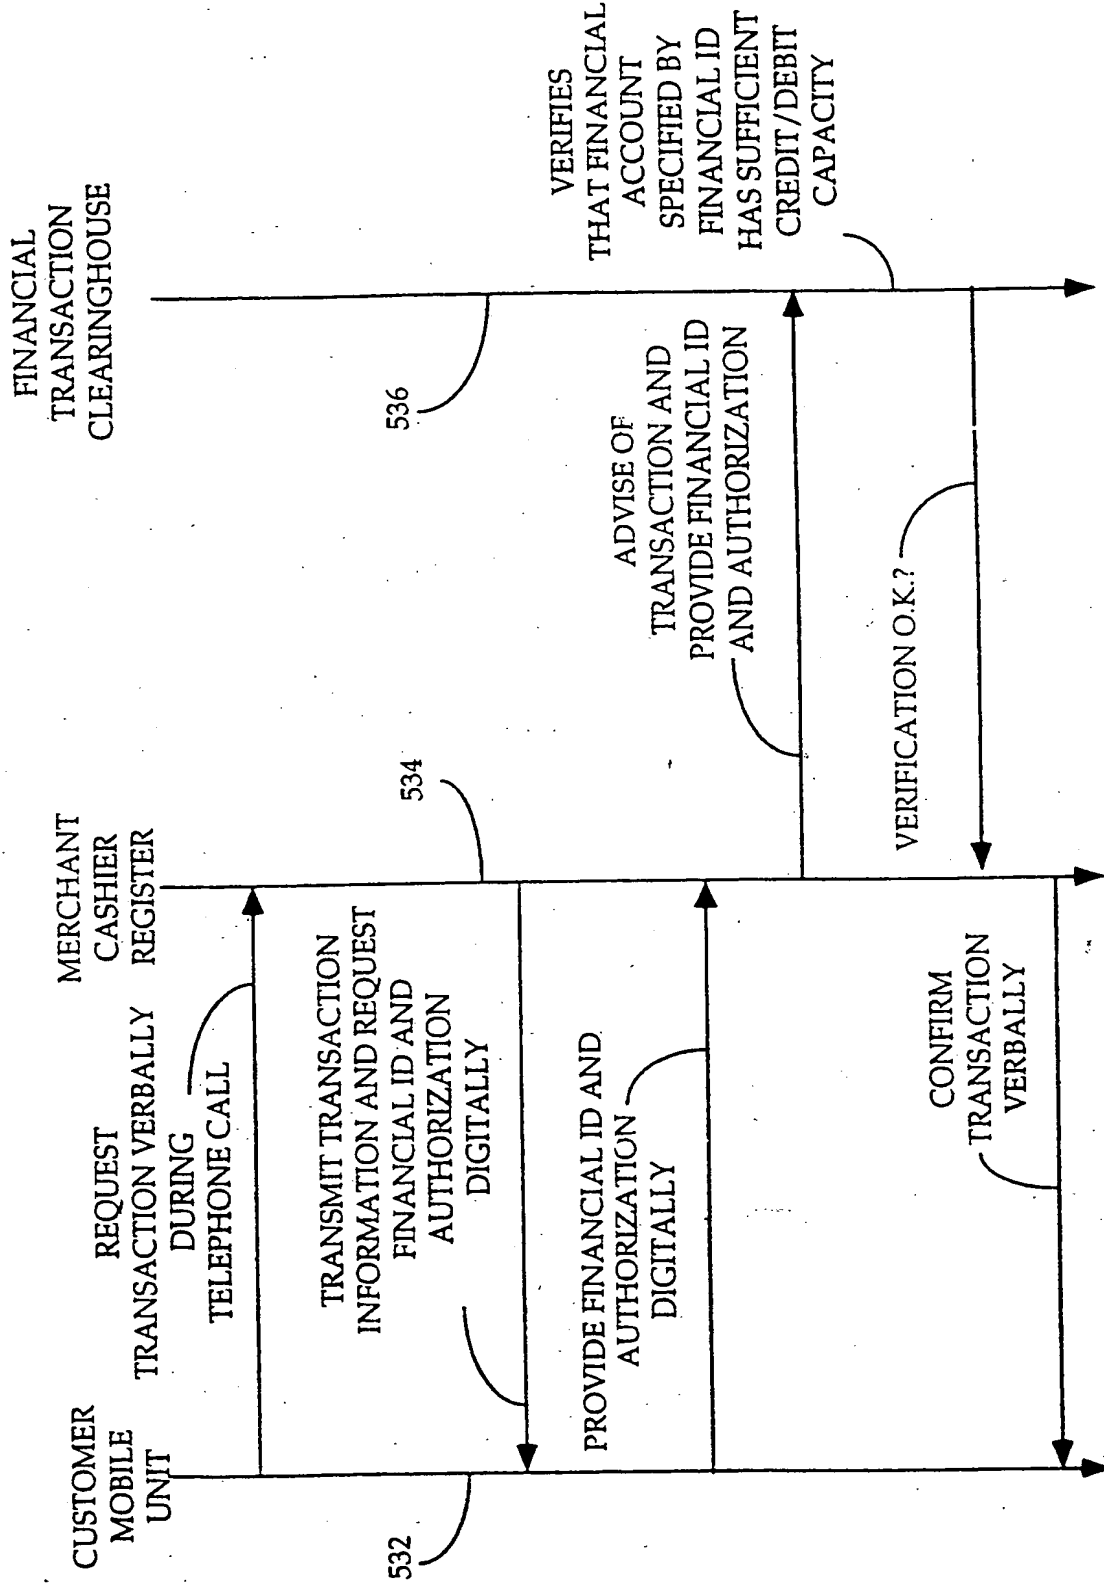 CUSTOMER
MOBILE
UNIT
MERCHANT
CASHIER
REGISTER
FINANCIAL
TRANSACTION
CLEARINGHOUSE
REQUEST
TRANSACTION VERBALLY
DURING
TELEPHONE CALL
532
534
536
TRANSMIT TRANSACTION
INFORMATION AND REQUEST
FINANCIAL ID AND
AUTHORIZATION
DIGITALLY
PROVIDE FINANCIAL ID AND
AUTHORIZATION
DIGITALLY
ADVISE OF
TRANSACTION AND
PROVIDE FINANCIAL ID
AND AUTHORIZATION
VERIFIES
THAT FINANCIAL
ACCOUNT
SPECIFIED BY
FINANCIAL ID
HAS SUFFICIENT
CREDIT/DEBIT
CAPACITY
VERIFICATION O.K.?
CONFIRM
TRANSACTION
VERBALLY